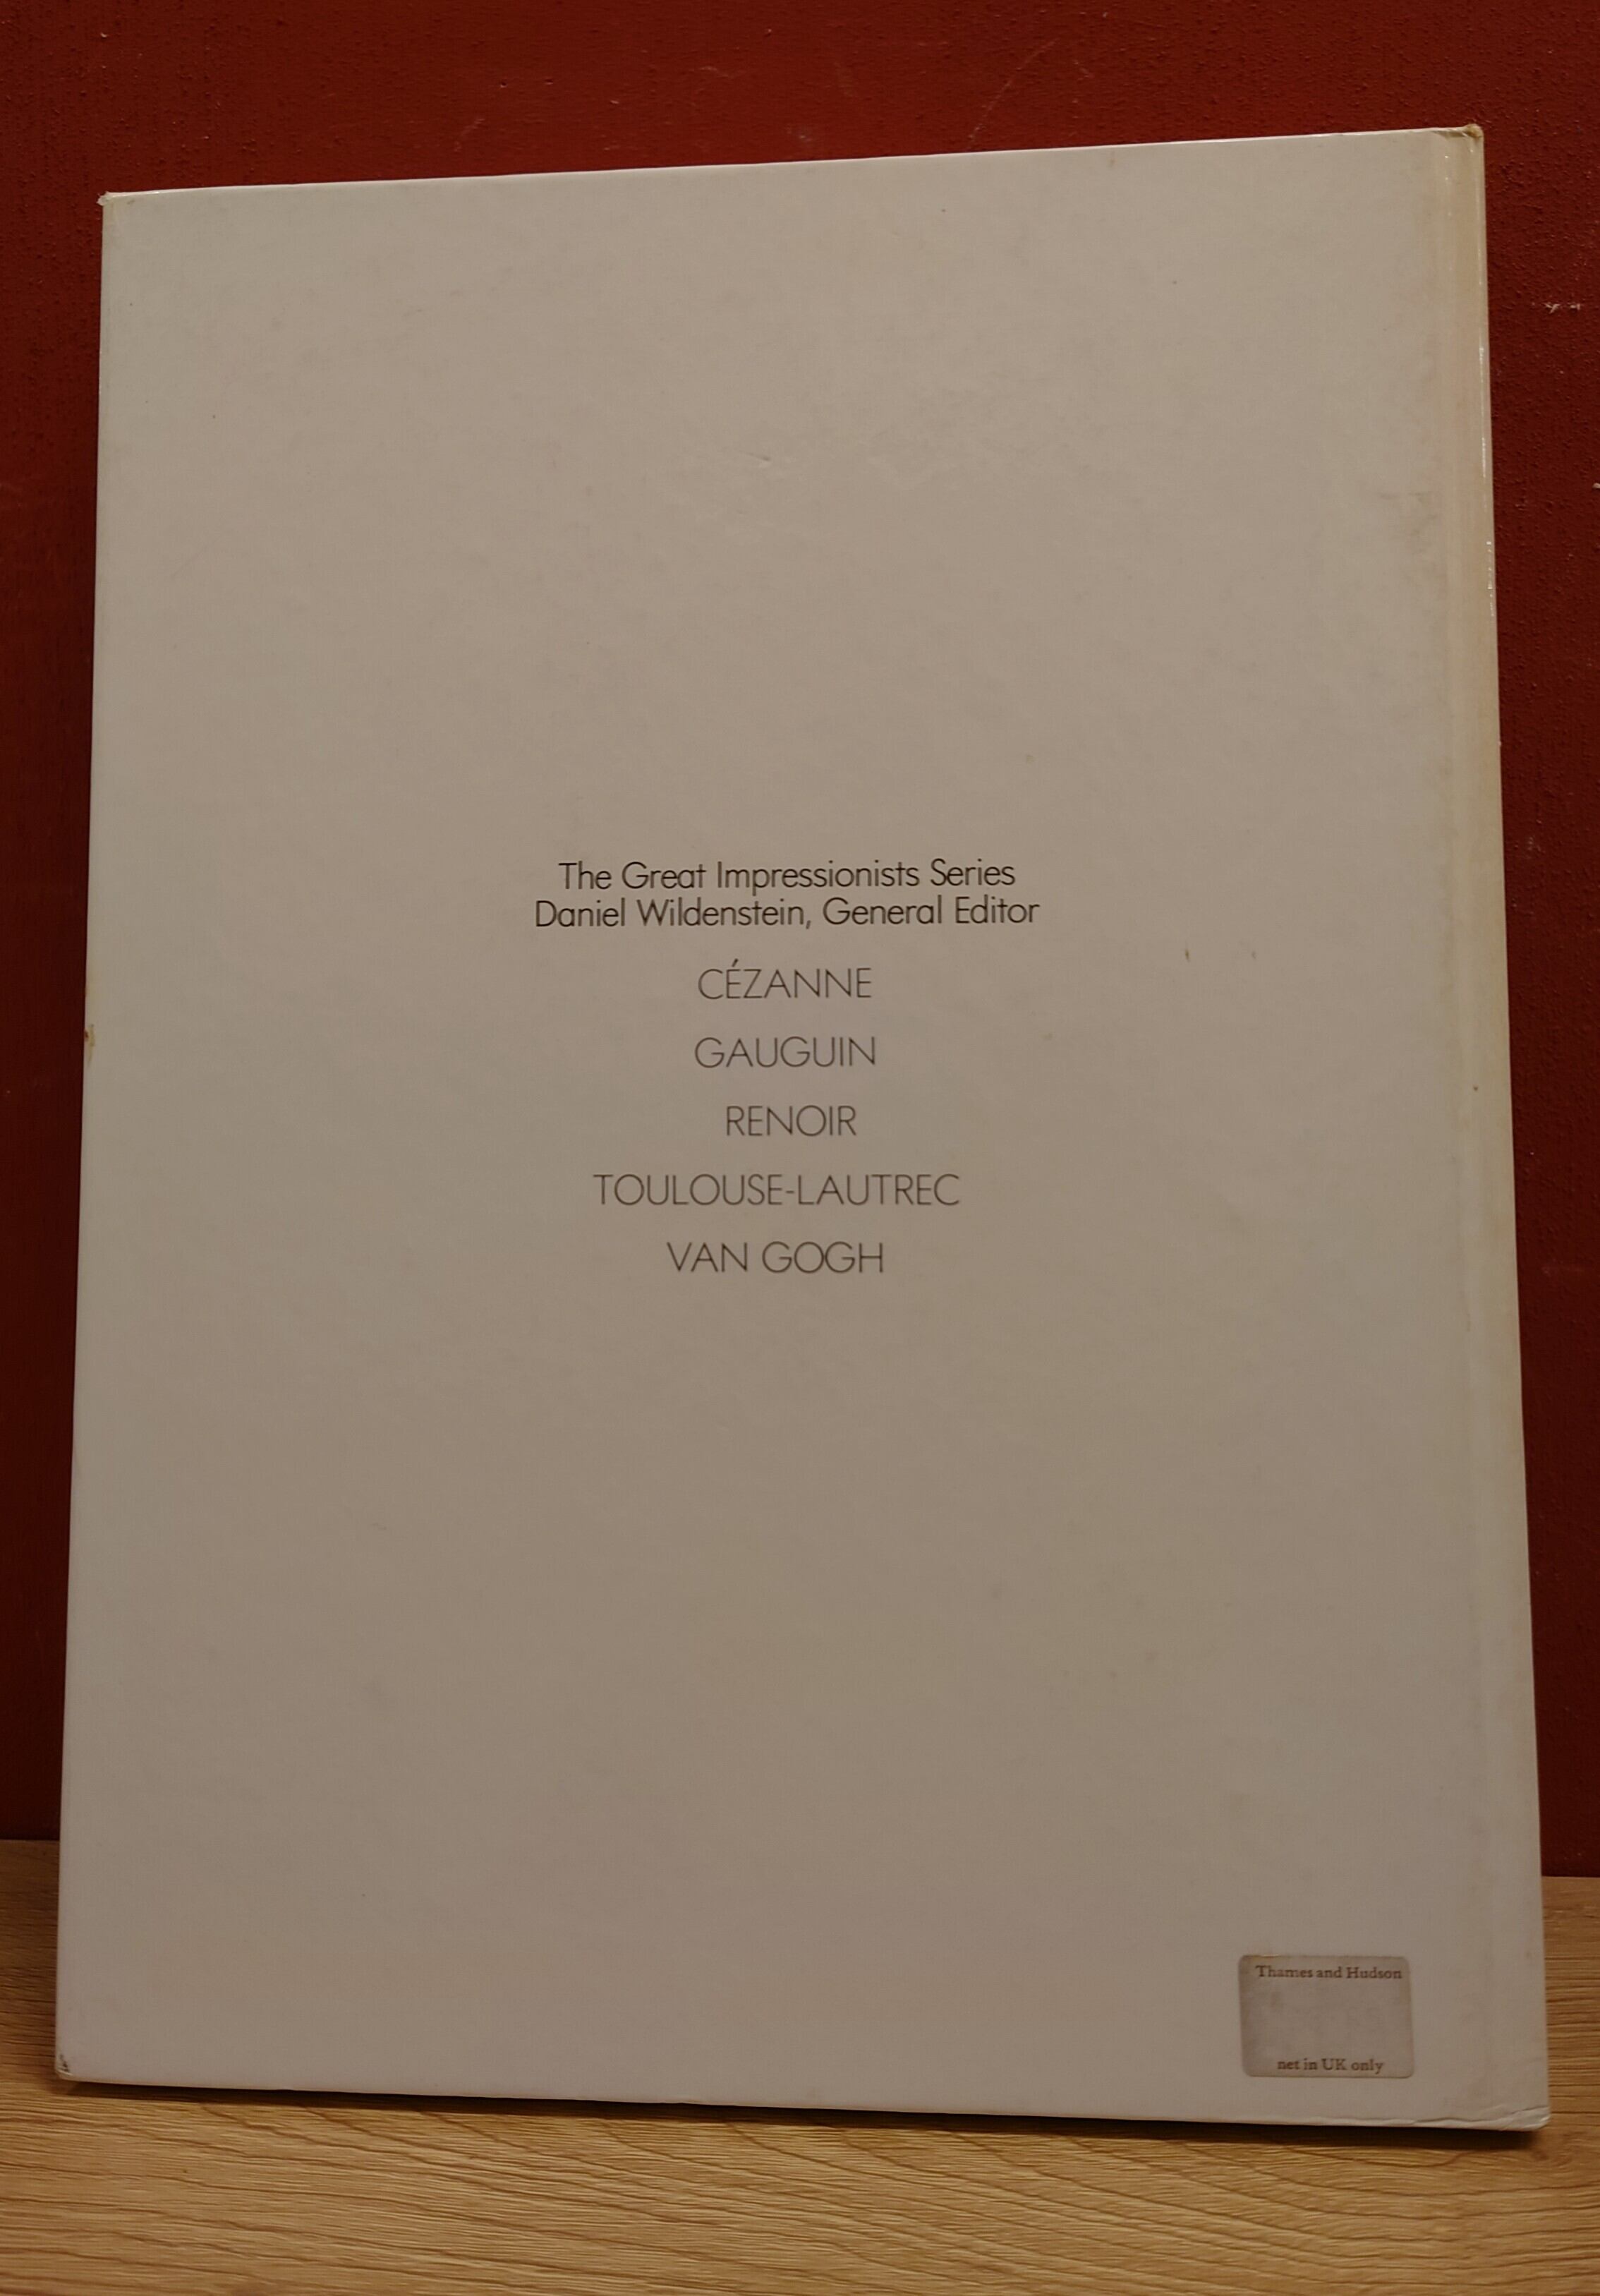 The Great Impressionists Series
Daniel Wildenstein, General Editor
CÉZANNE
GAUGUIN
RENOIR
TOULOUSE-LAUTREC
VAN GOGH
Thames and Hudson
net in UK only